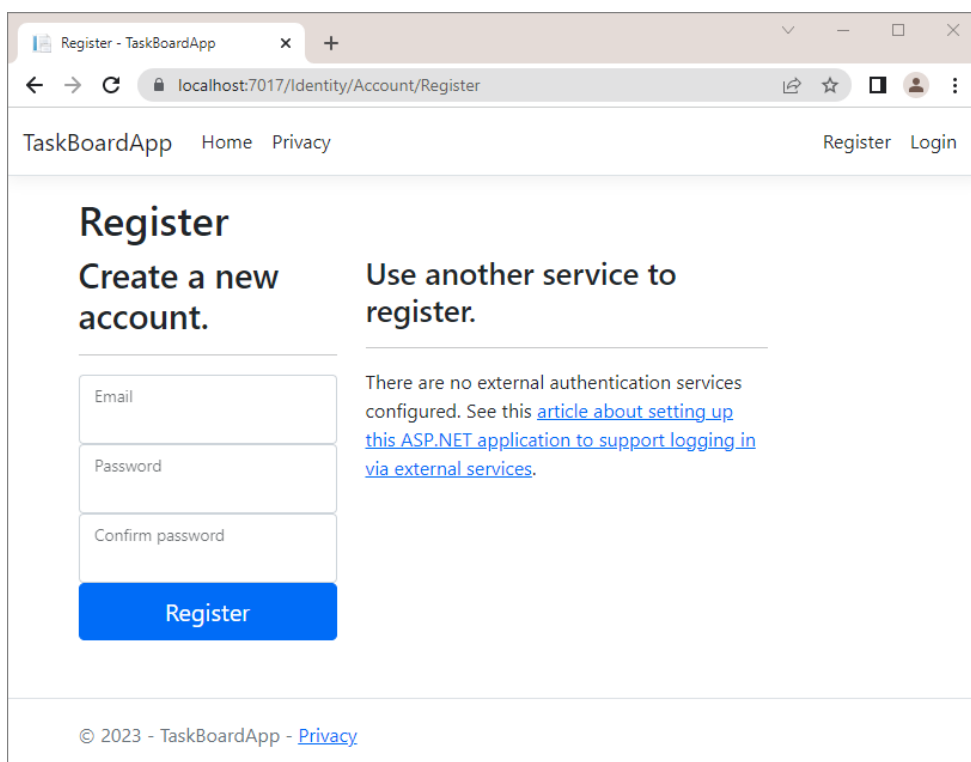 Register - TaskBoardApp
localhost:7017/Identity/Account/Register
TaskBoardApp Home Privacy Register Login
Register
Create a new
account.
Email
Password
Confirm password
Register
Use another service to
register.
There are no external authentication services
configured. See this article about setting up
this ASP.NET application to support logging in
via external services.
© 2023 - TaskBoardApp - Privacy